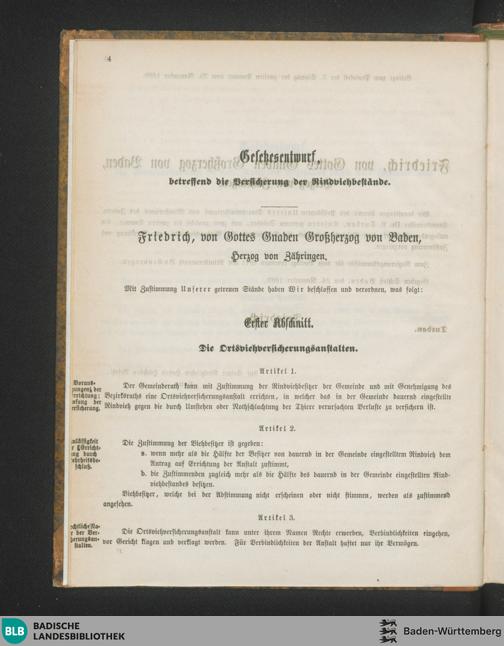 4
Gesetzesentwurf,
betreffend die Versicherung der Rindviehbestände.
Friedrich, von Gottes Gnaden Großherzog von Baden,
Herzog von Zähringen.
Mit Zustimmung Unserer getreuen Stände haben Wir beschlossen und verordnen, was folgt:
Erster Abschnitt.
Die Ortsviehversicherungsanstalten.
Artikel 1.
Der Gemeinderath kann mit Zustimmung der Rindviehbesitzer der Gemeinde und mit Genehmigung des
Bezirksraths eine Ortsviehversicherungsanstalt errichten, in welcher das in der Gemeinde dauernd eingestellte
Rindvieh gegen die durch Umstehen oder Nothschlachtung der Thiere verursachten Verluste zu versichern ist.
Artikel 2.
Die Zustimmung der Viehbesitzer ist gegeben:
a. wenn mehr als die Hälfte der Besitzer von dauernd in der Gemeinde eingestelltem Rindvieh dem
Antrag auf Errichtung der Anstalt zustimmt,
b. die Zustimmenden zugleich mehr als die Hälfte des dauernd in der Gemeinde eingestellten Rind-
viehbestandes besitzen.
Viehbesitzer, welche bei der Abstimmung nicht erscheinen oder nicht stimmen, werden als zustimmend
angesehen.
Artikel 3.
Die Ortsviehversicherungsanstalt kann unter ihrem Namen Rechte erwerben, Verbindlichkeiten eingehen,
vor Gericht klagen und verklagt werden. Für Verbindlichkeiten der Anstalt haftet nur ihr Vermögen.
BLB
BADISCHE
LANDESBIBLIOTHEK
Baden-Württemberg